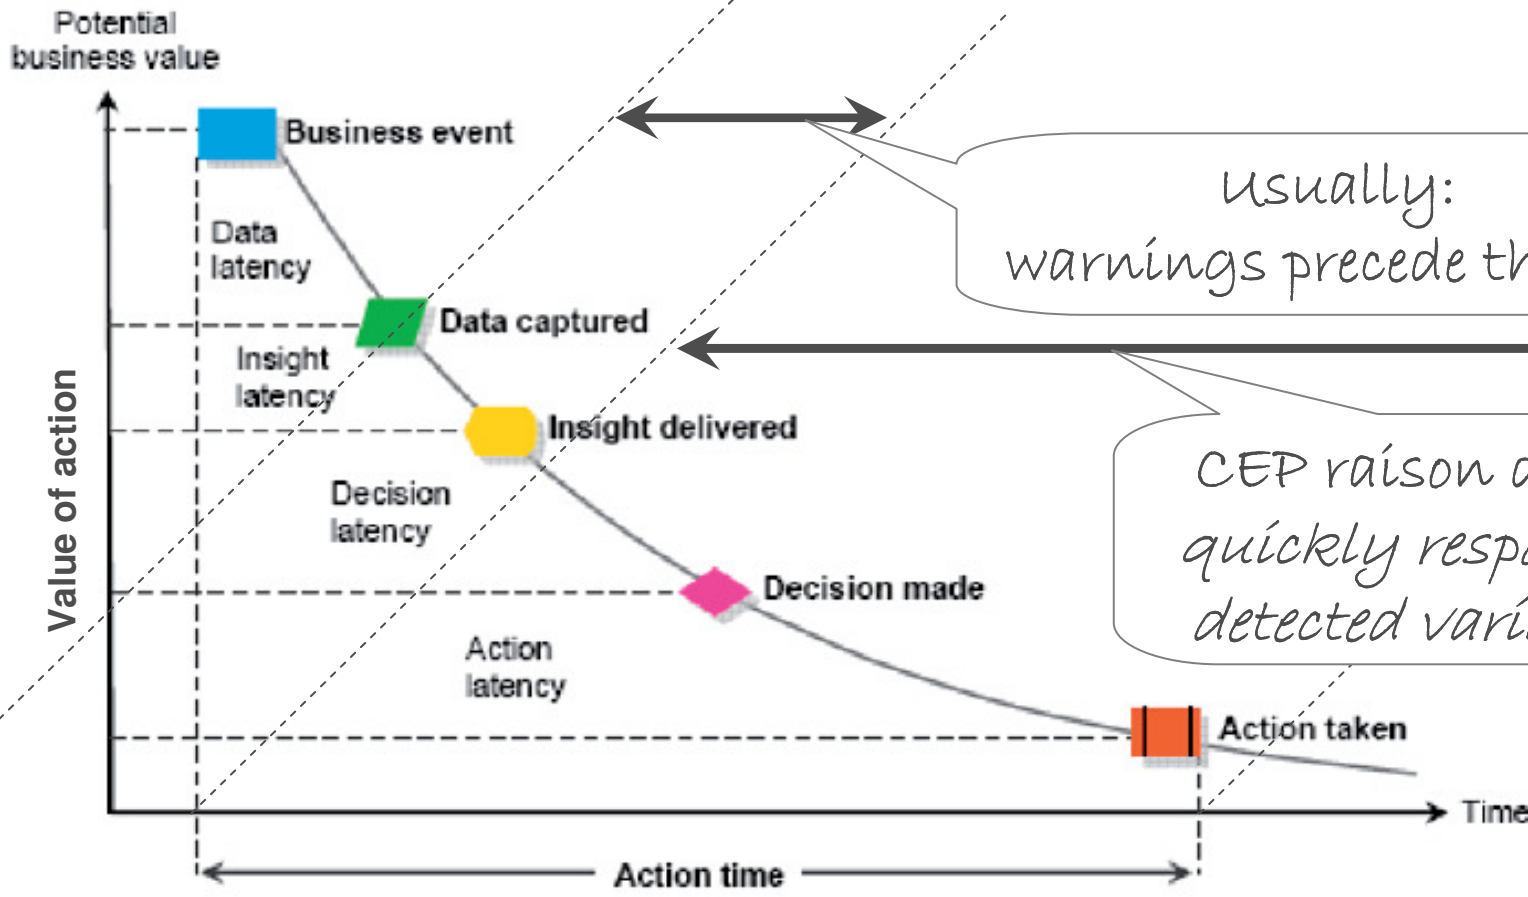 Potential
business value
Business event
Usually:
warnings precede th
Data
latency
Data captured
Insight
latency
Insight delivered
Value of action
CEP raison
Decision
latency
quickly resp
detected vari
Decision made
Action
latency
Action taken
Time
Action time